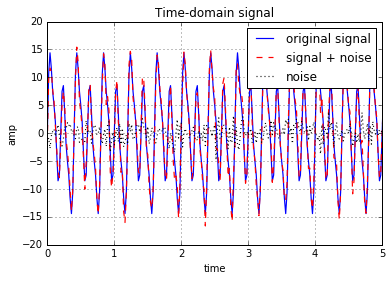 Time-domain signal
20
15
10
5
0
−5
−10
−15
−20
amp
original signal
signal + noise
noise
0 1 2 3 4 5
time